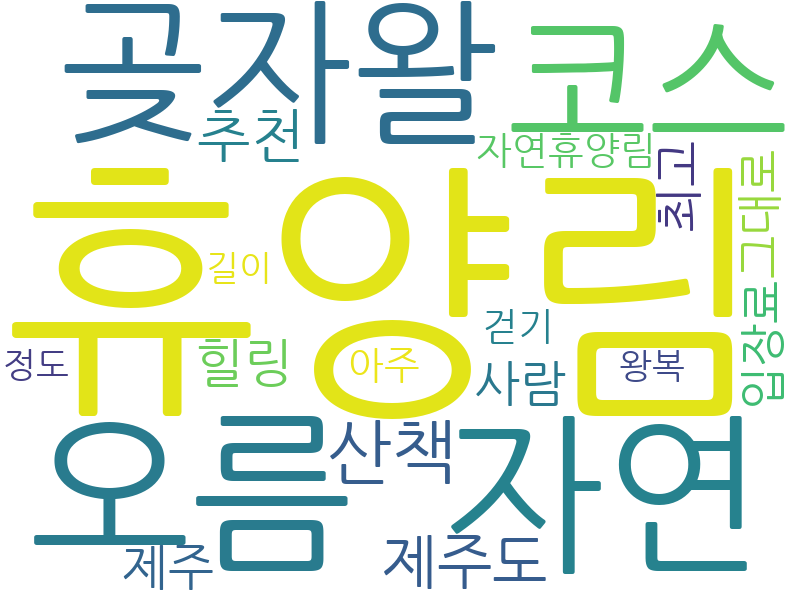 곶자왈
코스
추천
자연휴양림
최고
그대로
휴양림
길이
걷기
입장료
정도
힐링
아주
사람
왕복
오름
산책
자연
제주
제주도